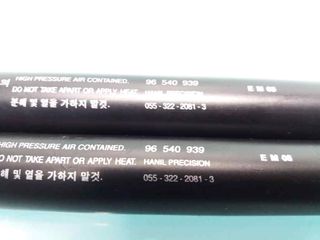 역 HIGH PRESSURE AIR CONTAINED. 96 540 939
DO NOT TAKE APART OR APPLY HEAT. HANIL PRECISION
분해 및 열을 가하지 말것. 055-322-2081-3
HIGH PRESSURE AIR CONTAINED. 96 540 939
DO NOT TAKE APART OR APPLY HEAT. HANIL PRECISION
해 및 열을 가하지 말것. 055-322-2081-3